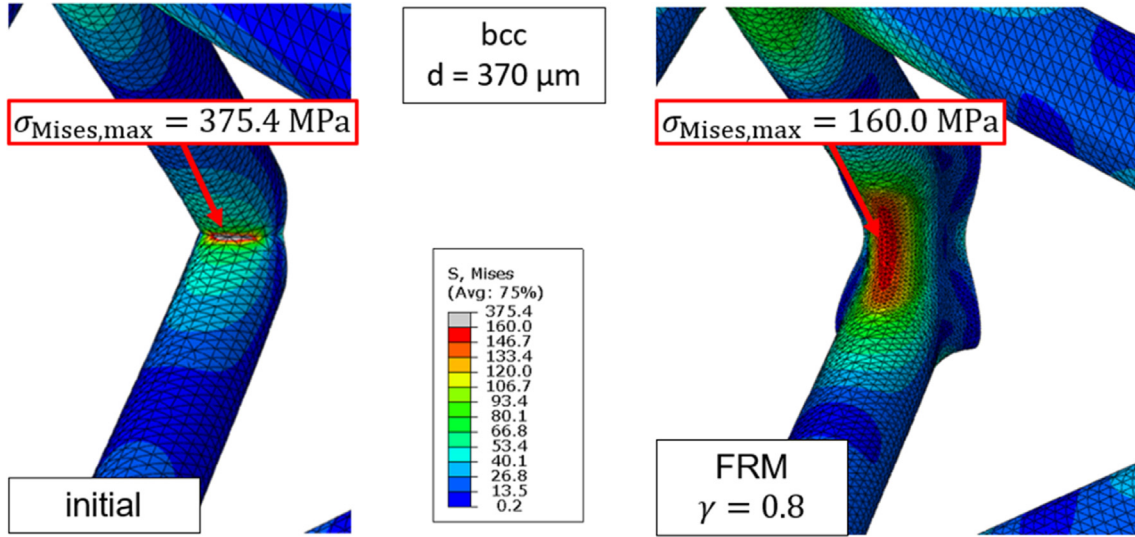 bcc
d = 370 µm
σMises,max = 375.4 MPa
σMises,max = 160.0 MPa
S, Mises
(Avg: 75%)
375.4
160.0
146.7
133.4
120.0
106.7
93.4
80.1
66.8
53.4
40.1
26.8
13.5
0.2
initial
FRM
γ = 0.8